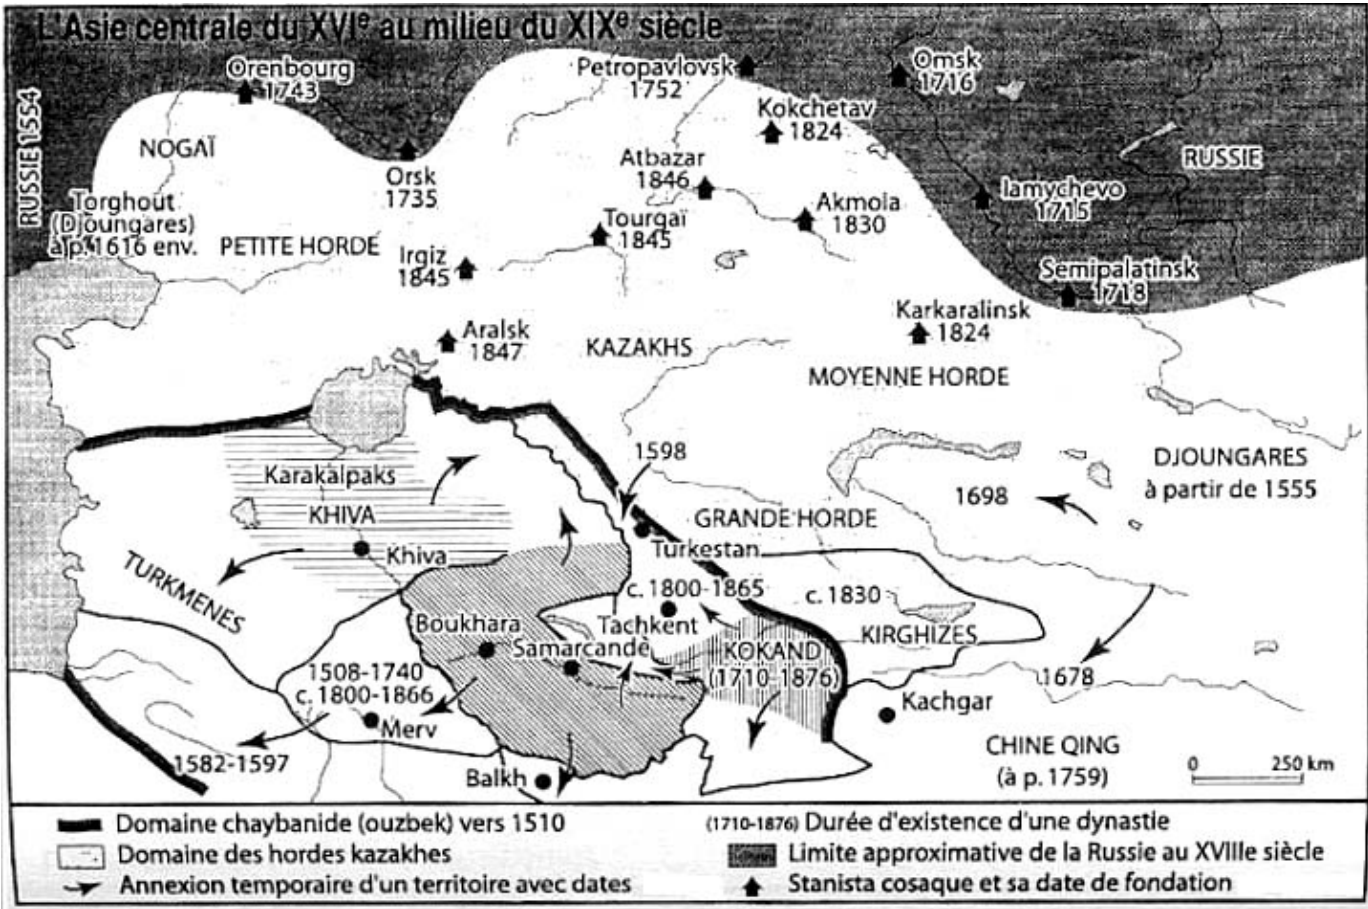 L'Asie centrale du XVIe au milieu du XIXe siècle
Orenbourg
1743
Petropavlovsk
1752
Omsk
1716
Kokchetav
1824
RUSSIE 1554
NOGAÏ
Orsk
1735
Atbazar
1846
RUSSIE
Iamychevo
1715
Torghout
(Djoungares)
à p. 1616 env.
PETITE HORDE
Tourgaï
1845
Akmola
1830
Irgiz
1845
Semipalatinsk
1718
Aralsk
1847
KAZAKHS
Karkaralinsk
1824
MOYENNE HORDE
1598
Karakalpaks
KHIVA
DJOUNGARES
à partir de 1555
1698
GRANDE HORDE
Turkestan
Khiva
TURKMENES
c. 1800-1865
c. 1830
Boukhara
Tachkent
KIRGHIZES
Samarcande
KOKAND
(1710-1876)
1508-1740
c. 1800-1866
1678
Merv
Kachgar
1582-1597
Balkh
CHINE QING
(à p. 1759)
0 250 km
Domaine chaybanide (ouzbek) vers 1510
Domaine des hordes kazakhes
Annexion temporaire d'un territoire avec dates
(1710-1876) Durée d'existence d'une dynastie
Limite approximative de la Russie au XVIIIe siècle
Stanista cosaque et sa date de fondation